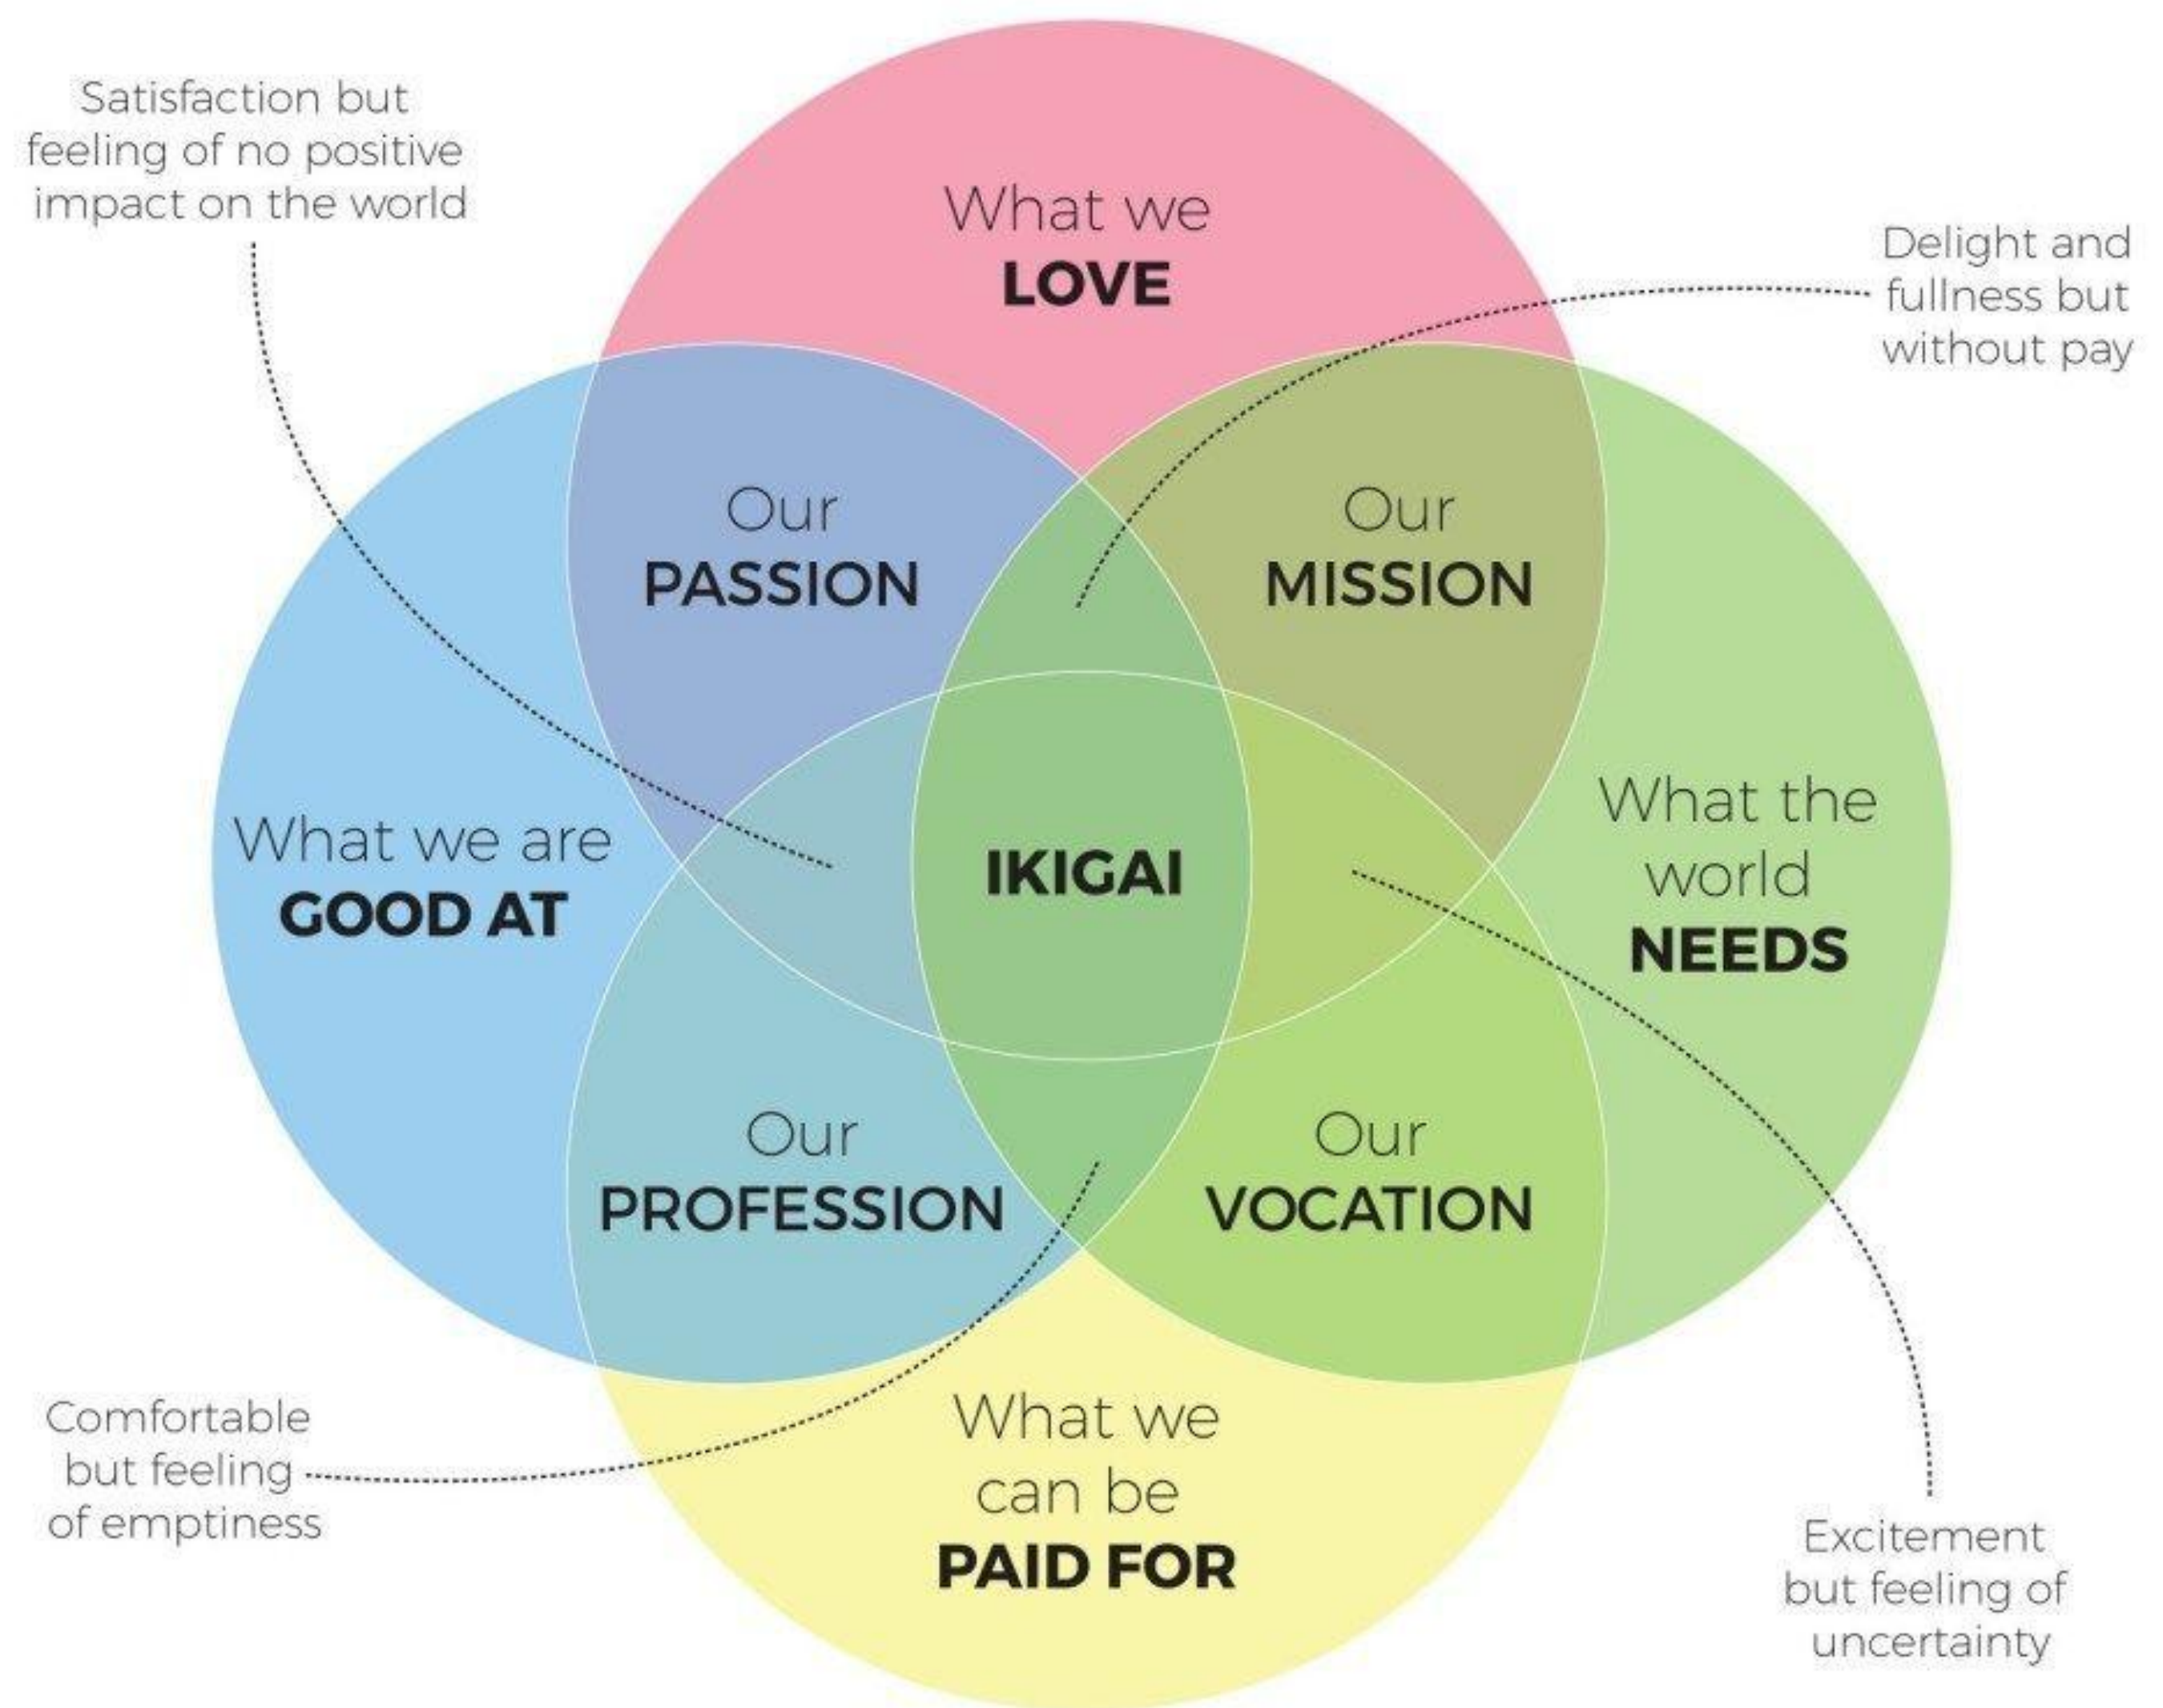 Satisfaction but
feeling of no positive
impact on the world
What we
LOVE
Delight and
fullness but
without pay
Our
PASSION
Our
MISSION
What we are
GOOD AT
IKIGAI
What the
world
NEEDS
Our
PROFESSION
Our
VOCATION
Comfortable
but feeling
of emptiness
What we
can be
PAID FOR
Excitement
but feeling of
uncertainty